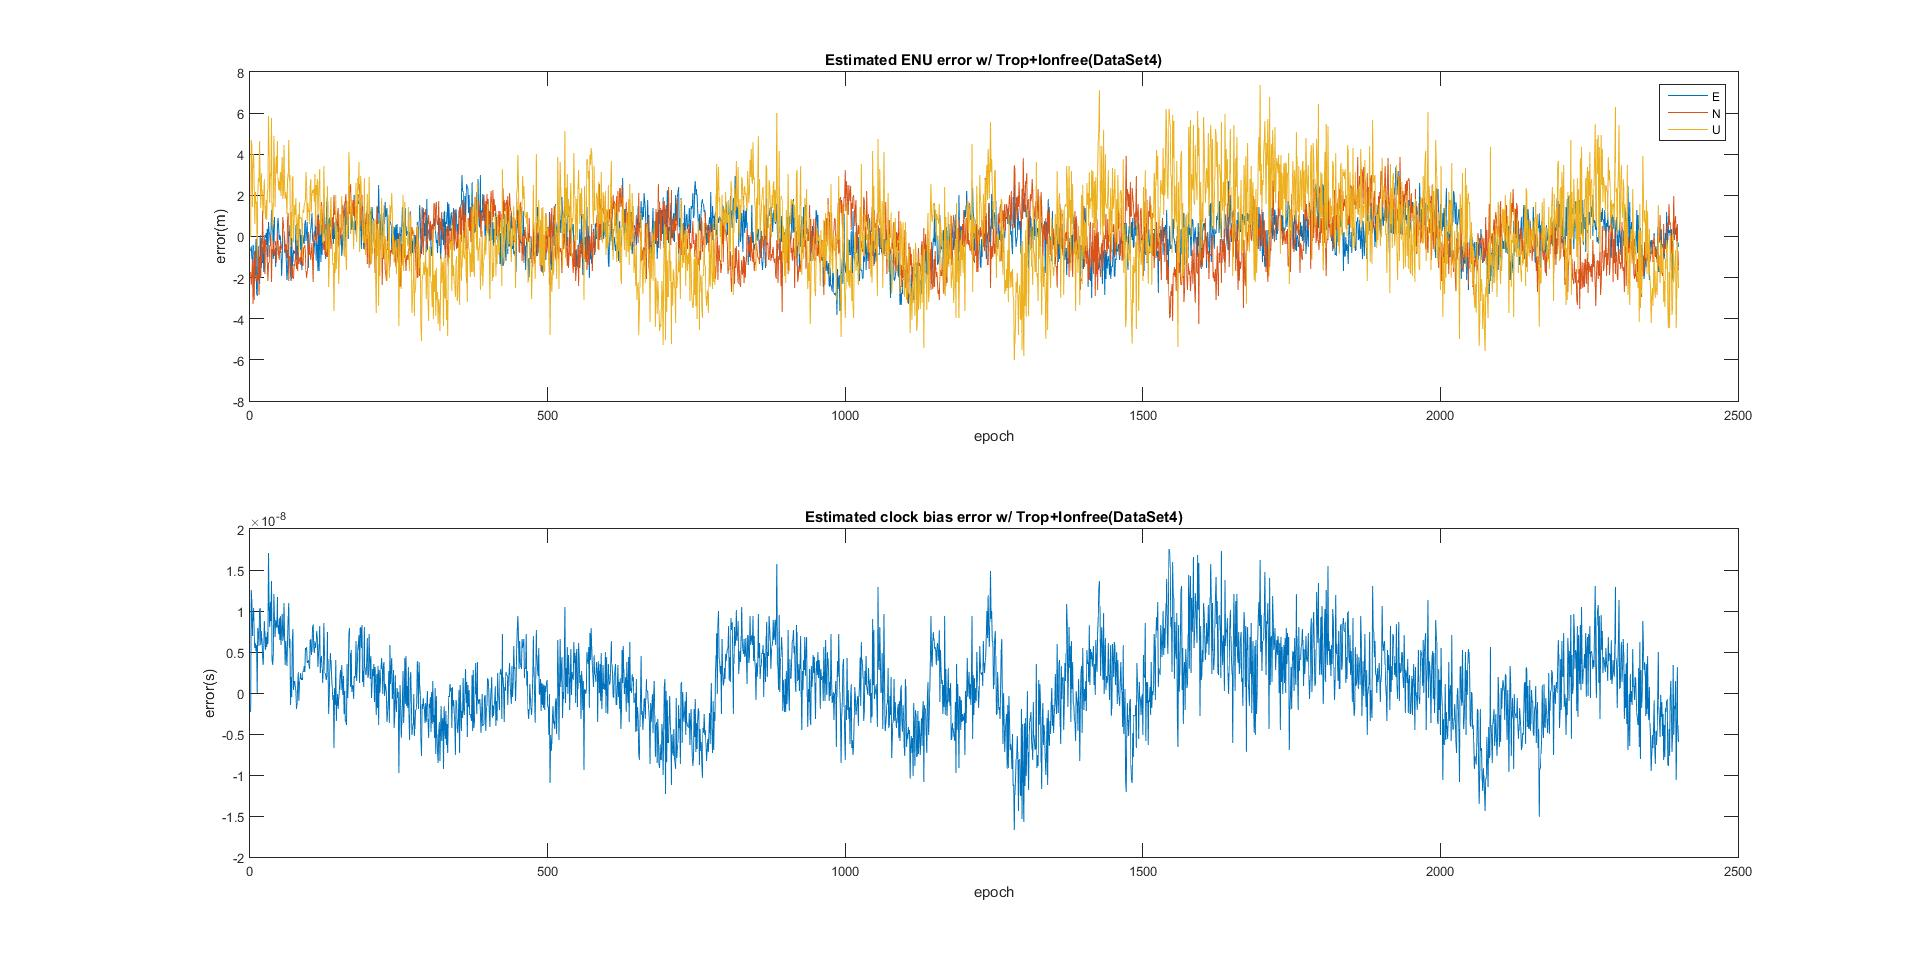 Estimated ENU error w/ Trop+Ionfree(DataSet4)
8
6
4
2
0
-2
-4
-6
-8
error(m)
E
N
U
0 500 1000 1500 2000 2500
epoch
Estimated clock bias error w/ Trop+Ionfree(DataSet4)
×10-8
2
1.5
1
0.5
0
-0.5
-1
-1.5
-2
error(s)
0 500 1000 1500 2000 2500
epoch